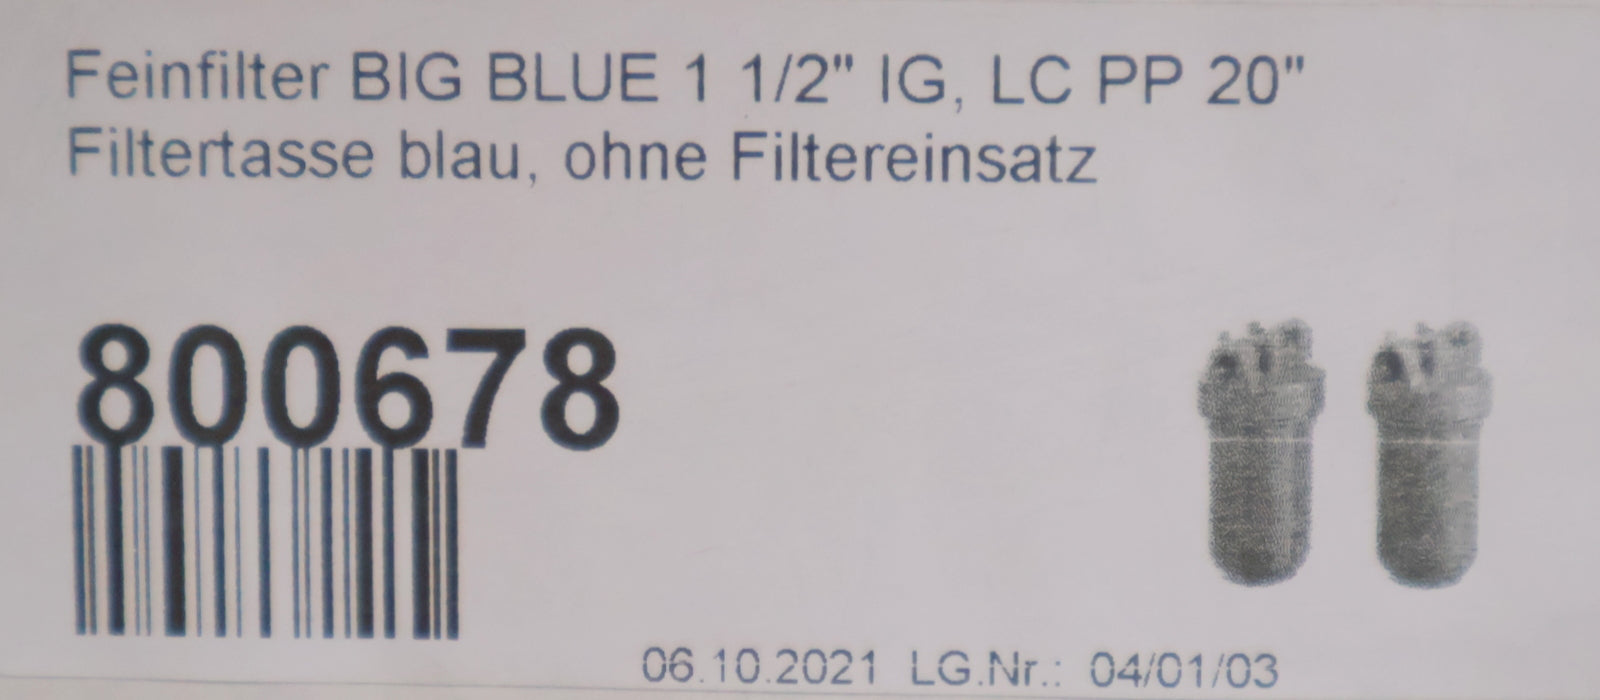 Feinfilter BIG BLUE 1 1/2" IG, LC PP 20"
Filtertasse blau, ohne Filtereinsatz
800678
06.10.2021 LG.Nr.: 04/01/03